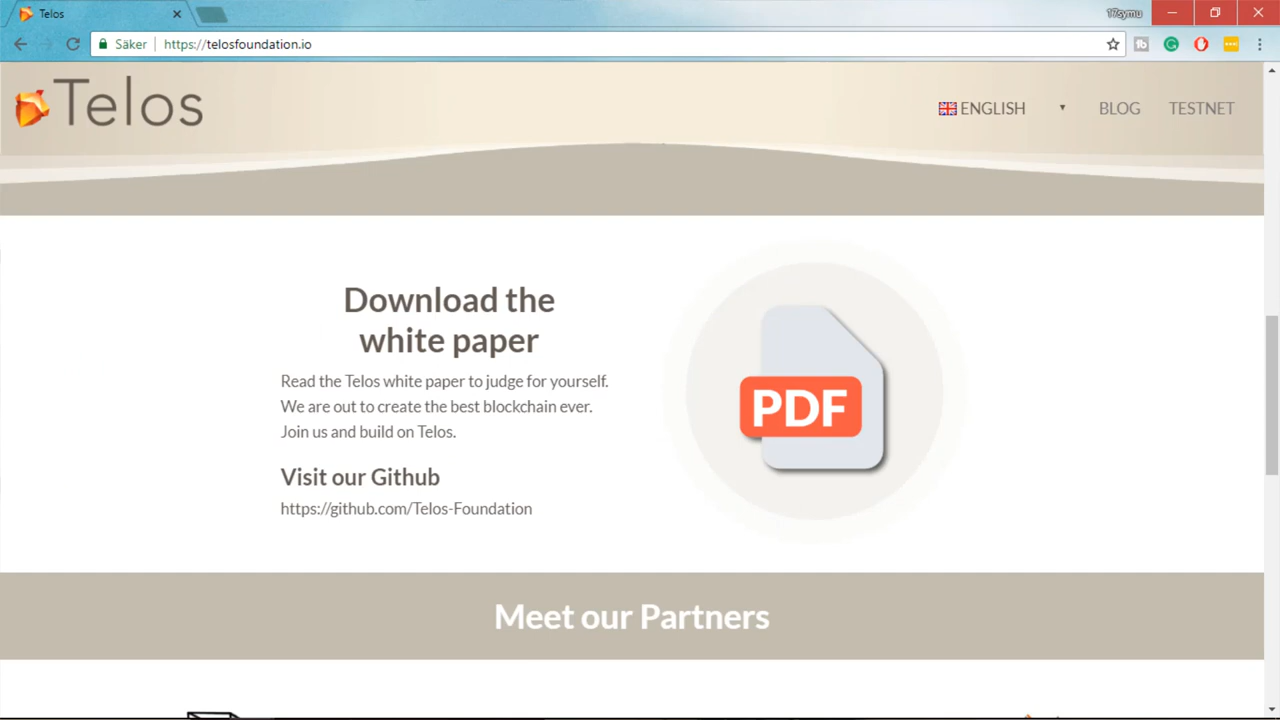 Telos
17symu
Säker
https://telosfoundation.io
Telos
ENGLISH
BLOG
TESTNET
Download the
white paper
Read the Telos white paper to judge for yourself.
We are out to create the best blockchain ever.
Join us and build on Telos.
PDF
Visit our Github
https://github.com/Telos-Foundation
Meet our Partners